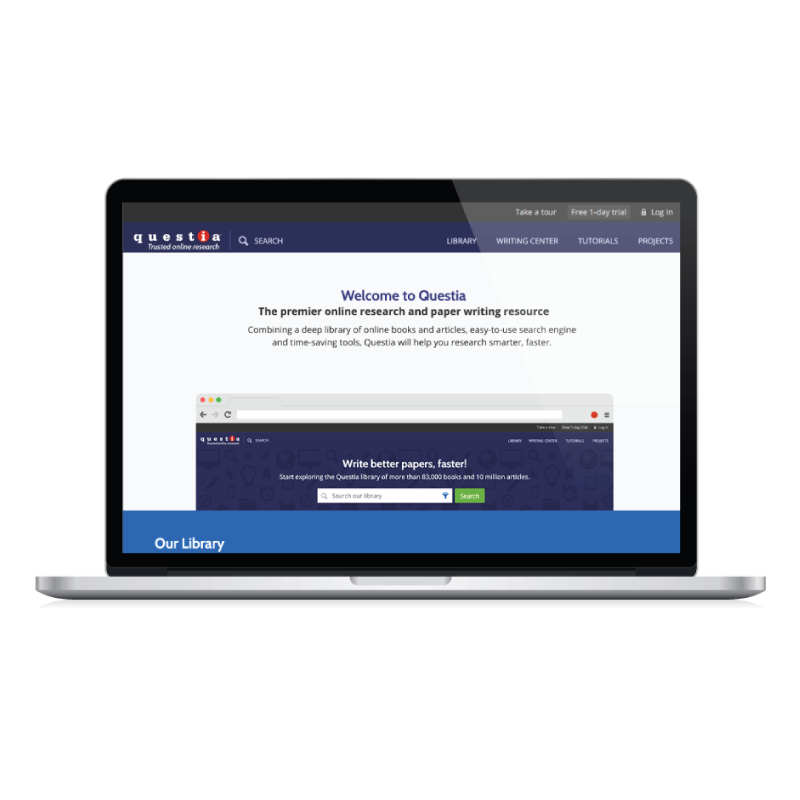 Take a tour Free 1-day trial Log in
questia
Trusted online research
SEARCH
LIBRARY WRITING CENTER TUTORIALS PROJECTS
Welcome to Questia
The premier online research and paper writing resource
Combining a deep library of online books and articles, easy-to-use search engine
and time-saving tools, Questia will help you research smarter, faster.
Take a tour Free 1-day trial Log in
questia
Trusted online research
SEARCH
LIBRARY WRITING CENTER TUTORIALS PROJECTS
Write better papers, faster!
Start exploring the Questia library of more than 83,000 books and 10 million articles.
Search our library Search
Our Library